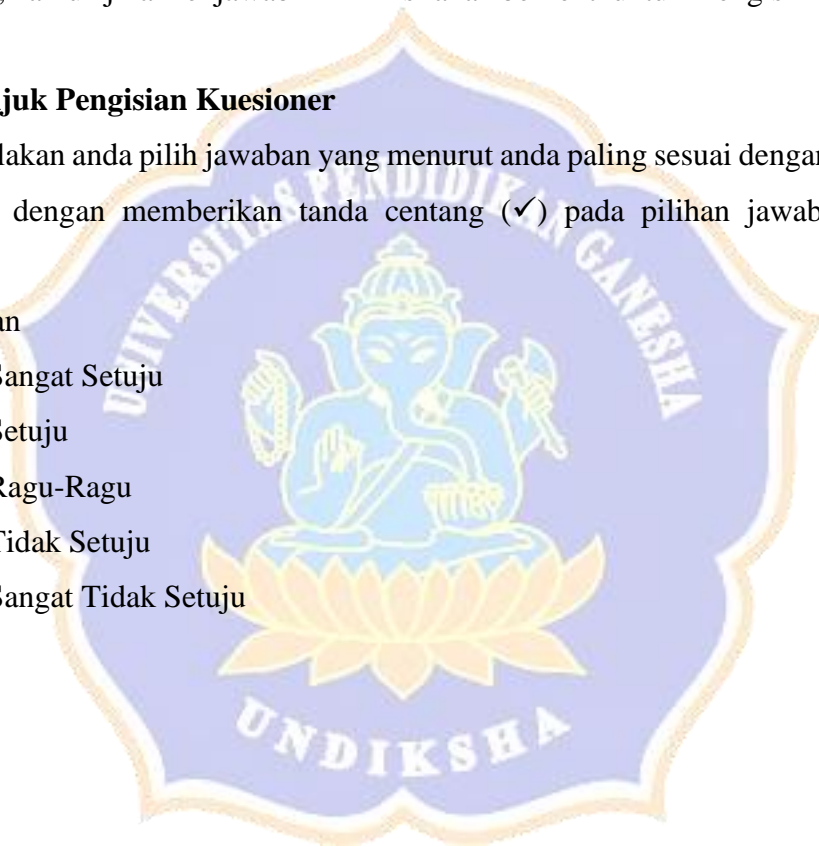 juk Pengisian Kuesioner
lakan anda pilih jawaban yang menurut anda paling sesuai dengan
dengan memberikan tanda centang (✓) pada pilihan jawab
an
Sangat Setuju
Setuju
Ragu-Ragu
Tidak Setuju
Sangat Tidak Setuju
UNIVERSITAS PENDIDIKAN GANESHA
UNDIKSHA